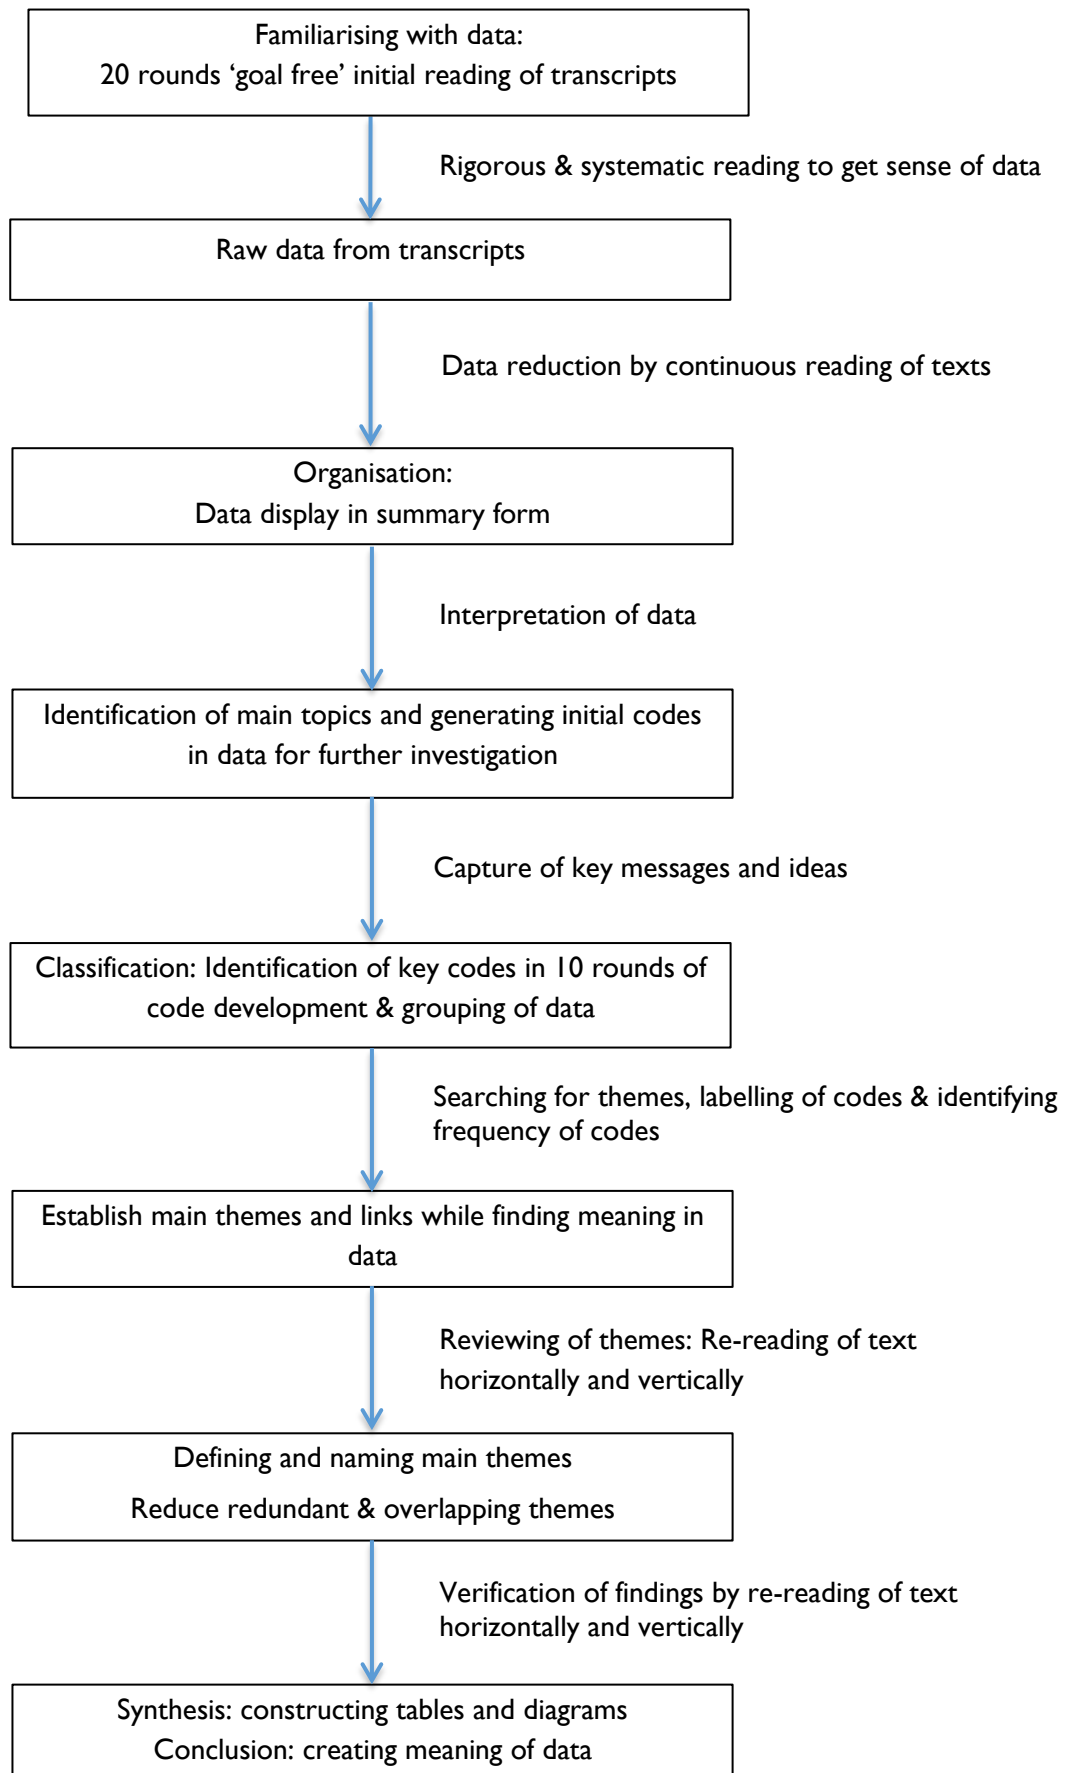 Familiarising with data:
20 rounds ‘goal free’ initial reading of transcripts
Rigorous & systematic reading to get sense of data
Raw data from transcripts
Data reduction by continuous reading of texts
Organisation:
Data display in summary form
Interpretation of data
Identification of main topics and generating initial codes
in data for further investigation
Capture of key messages and ideas
Classification: Identification of key codes in 10 rounds of
code development & grouping of data
Searching for themes, labelling of codes & identifying
frequency of codes
Establish main themes and links while finding meaning in
data
Reviewing of themes: Re-reading of text
horizontally and vertically
Defining and naming main themes
Reduce redundant & overlapping themes
Verification of findings by re-reading of text
horizontally and vertically
Synthesis: constructing tables and diagrams
Conclusion: creating meaning of data